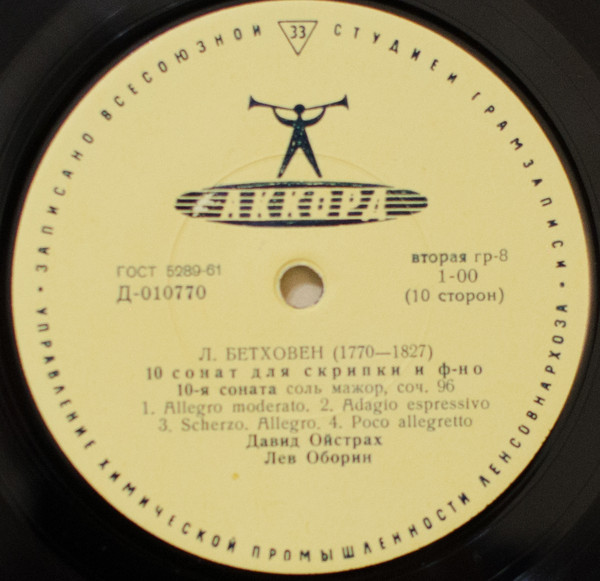 ЗАПИСАНО ВСЕСОЮЗНОЙ СТУДИЕЙ ГРАМЗАПИСИ
33
АККОРД
ГОСТ 5289-61
Д-010770
вторая гр-8
1-00
(10 сторон)
Л. БЕТХОВЕН (1770—1827)
10 сонат для скрипки и ф-но
10-я соната соль мажор, соч. 96
1. Allegro moderato. 2. Adagio espressivo
3. Scherzo. Allegro. 4. Poco allegretto
Давид Ойстрах
Лев Оборин
УПРАВЛЕНИЕ ХИМИЧЕСКОЙ ПРОМЫШЛЕННОСТИ ЛЕНСОВНАРХОЗА